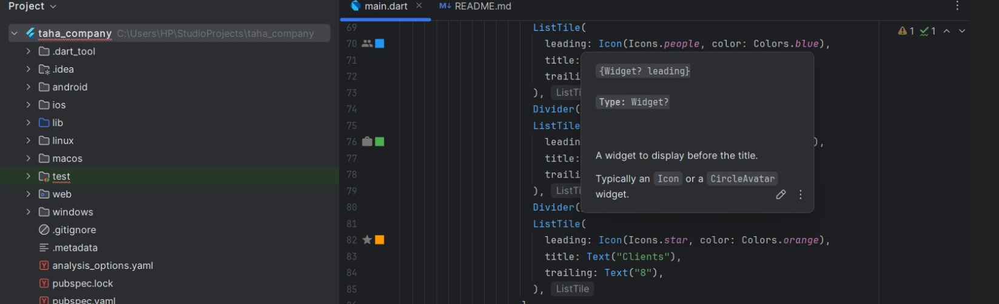 Project
main.dart
README.md
taha_company C:\Users\HP\StudioProjects\taha_company
.dart_tool
.idea
android
ios
lib
linux
macos
test
web
windows
.gitignore
.metadata
analysis_options.yaml
pubspec.lock
pubspec.yaml
1 1
69 ListTile(
70 leading: Icon(Icons.people, color: Colors.blue),
71 title:
72 traili
73 ), ListTi
74 Divider(
75 ListTile
76 leadin ),
77 title:
78 traili
79 ), ListTi
80 Divider(
81 ListTile(
82 leading: Icon(Icons.star, color: Colors.orange),
83 title: Text("Clients"),
84 trailing: Text("8"),
85 ), ListTile
{Widget? leading}
Type: Widget?
A widget to display before the title.
Typically an Icon or a CircleAvatar
widget.